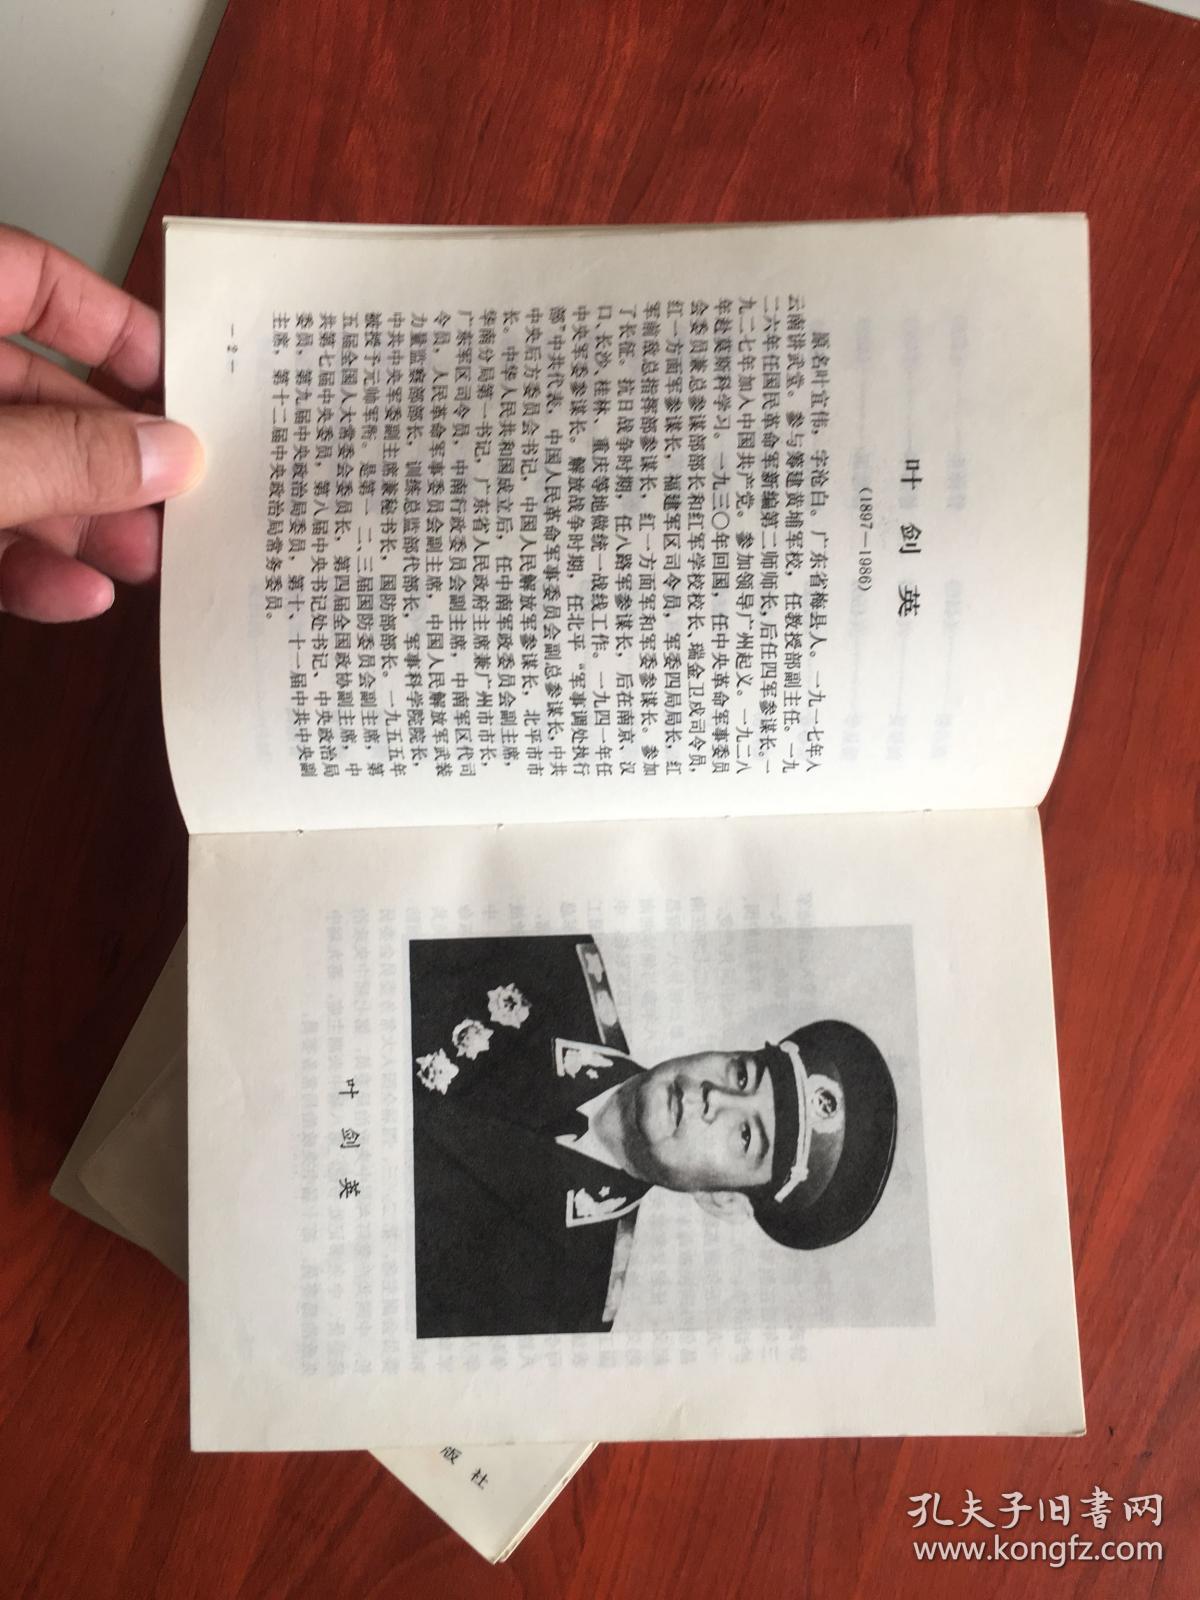 叶剑英
(1897—1986)
原名叶宜伟，字沧白。广东省梅县人。一九一七年入
云南讲武堂。参与筹建黄埔军校，任教授部副主任。一九
二六年任国民革命军新编第二师师长，后任四军参谋长。一
九二七年加入中国共产党。参加领导广州起义。一九二八
年赴莫斯科学习。一九三〇年回国，任中央革命军事委员
会委员兼总参谋部部长和红军学校校长、瑞金卫戍司令员，
红一方面军参谋长，福建军区司令员，军委四局局长，红
军前敌总指挥部参谋长，红一方面军和军委参谋长。参加
了长征。抗日战争时期，任八路军参谋长，后在南京、汉
口、长沙、桂林、重庆等地做统一战线工作。一九四一年任
中央军委参谋长。解放战争时期，任北平“军事调处执行
部”中共代表，中国人民革命军事委员会副总参谋长，中共
中央后方委员会书记，中国人民解放军参谋长，北平市市
长。中华人民共和国成立后，任中南军政委员会副主席，
华南分局第一书记，广东省人民政府主席兼广州市市长，
广东军区司令员，中南行政委员会副主席，中南军区代司
令员，人民革命军事委员会副主席，中国人民解放军武装
力量监察部部长，训练总监部代部长，军事科学院院长，
中共中央军委副主席兼秘书长，国防部部长。一九五五年
被授予元帅军衔。是第一、二、三届国防委员会副主席，第
五届全国人大常委会委员长，第四届全国政协副主席，中
共第七届中央委员，第八届中央书记处书记、中央政治局
委员，第九届中央政治局委员，第十、十一届中共中央副
主席，第十二届中央政治局常务委员。
—2—
叶剑英
版社
孔夫子旧书网
www.kongfz.com